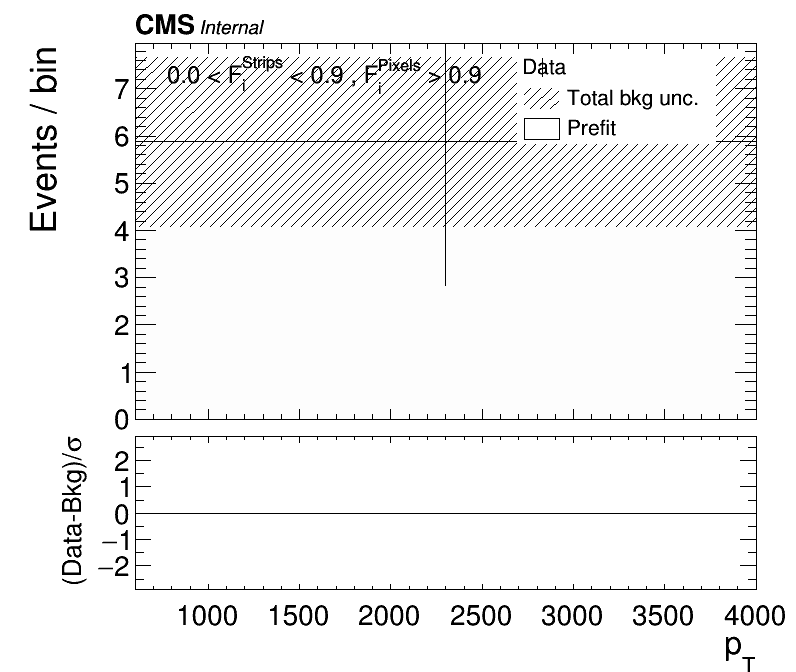 CMS Internal
Events / bin
0.0 < F_i^Strips < 0.9 , F_i^Pixels > 0.9
Data
Total bkg unc.
Prefit
7
6
5
4
3
2
1
0
(Data-Bkg)/σ
2
1
0
−1
−2
1000 1500 2000 2500 3000 3500 4000
p_T